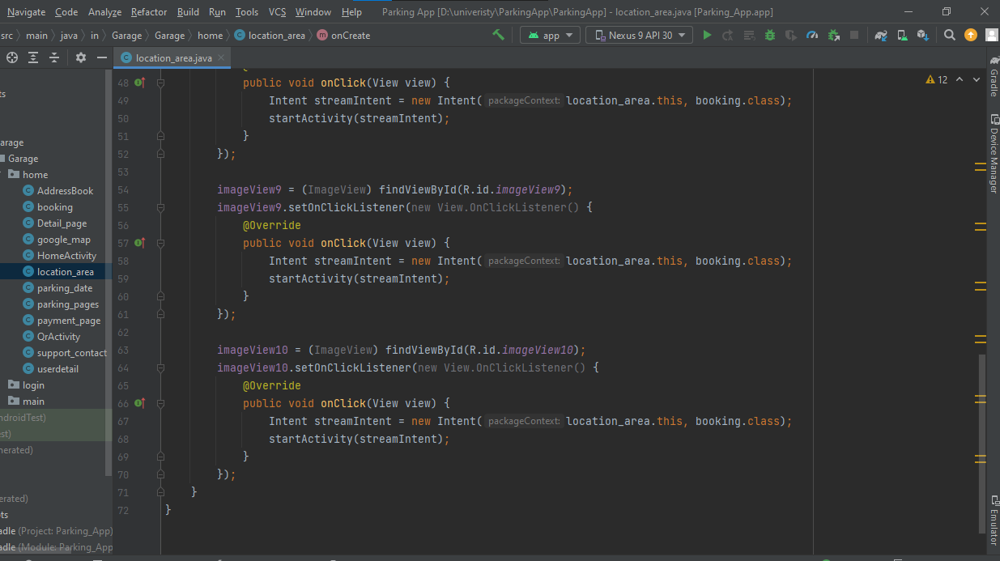 Navigate Code Analyze Refactor Build Run Tools VCS Window Help Parking App [D:\univeristy\ParkingApp\ParkingApp] - location_area.java [Parking_App.app]
src main java in Garage Garage home location_area onCreate app Nexus 9 API 30
location_area.java
48 public void onClick(View view) {
49 Intent streamIntent = new Intent( packageContext: location_area.this, booking.class);
50 startActivity(streamIntent);
51 }
52 });
53
54 imageView9 = (ImageView) findViewById(R.id.imageView9);
55 imageView9.setOnClickListener(new View.OnClickListener() {
56 @Override
57 public void onClick(View view) {
58 Intent streamIntent = new Intent( packageContext: location_area.this, booking.class);
59 startActivity(streamIntent);
60 }
61 });
62
63 imageView10 = (ImageView) findViewById(R.id.imageView10);
64 imageView10.setOnClickListener(new View.OnClickListener() {
65 @Override
66 public void onClick(View view) {
67 Intent streamIntent = new Intent( packageContext: location_area.this, booking.class);
68 startActivity(streamIntent);
69 }
70 });
71 }
72 }
12
ts
arage
Garage
home
AddressBook
booking
Detail_page
google_map
HomeActivity
location_area
parking_date
parking_pages
payment_page
QrActivity
support_contact
userdetail
login
main
ndroidTest)
est)
nerated)
erated)
ots
adle (Project: Parking_App)
adle (Module: Parking_App
Gradle
Device Manager
Emulator